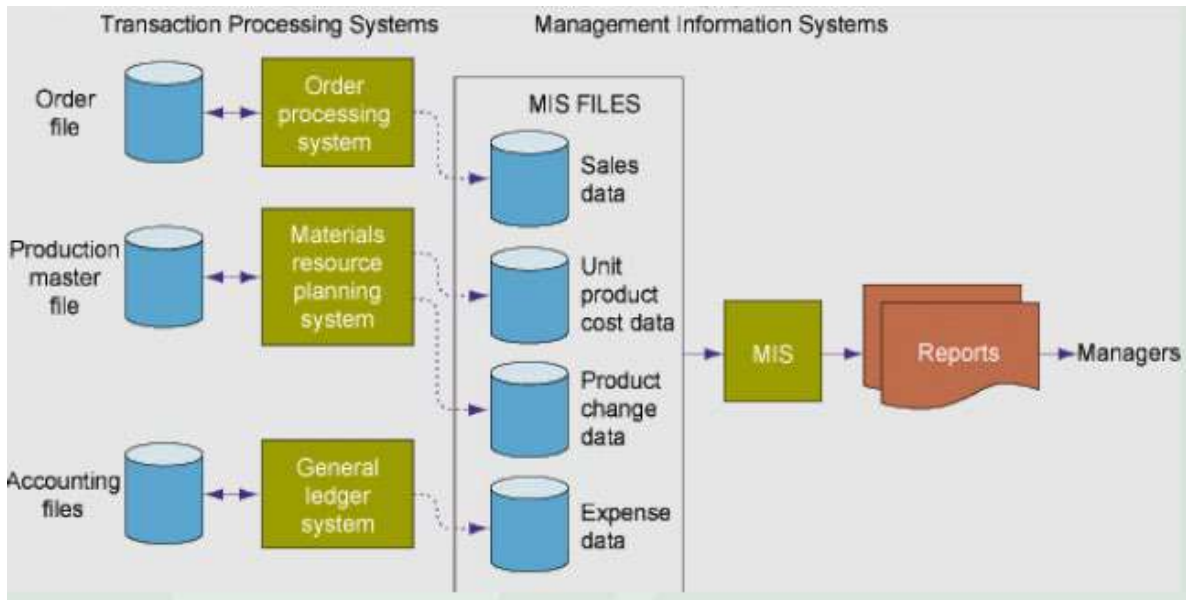 Transaction Processing Systems
Management Information Systems
Order
file
Order
processing
system
MIS FILES
Sales
data
Production
master
file
Materials
resource
planning
system
Unit
product
cost data
Product
change
data
MIS
Reports
Managers
Accounting
files
General
ledger
system
Expense
data